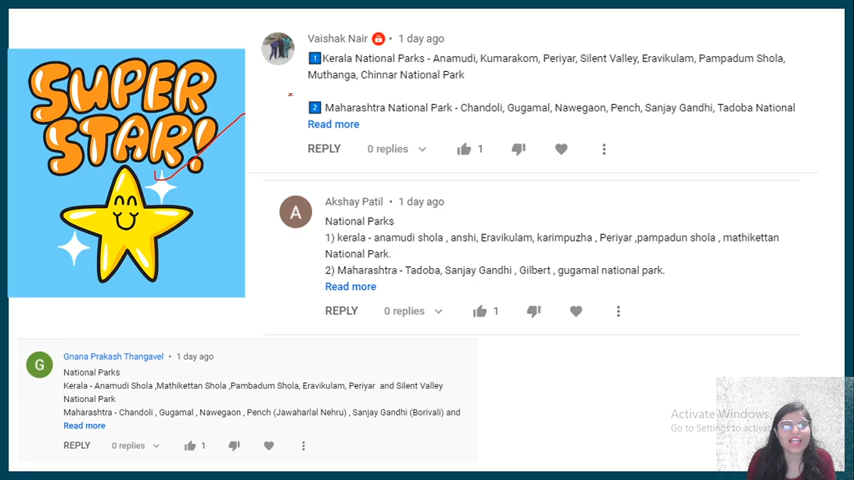 SUPER
STAR!
Vaishak Nair • 1 day ago
1 Kerala National Parks - Anamudi, Kumarakom, Periyar, Silent Valley, Eravikulam, Pampadum Shola,
Muthanga, Chinnar National Park
2 Maharashtra National Park - Chandoli, Gugamal, Nawegaon, Pench, Sanjay Gandhi, Tadoba National
Read more
REPLY 0 replies 1
A
Akshay Patil • 1 day ago
National Parks
1) kerala - anamudi shola , anshi, Eravikulam, karimpuzha , Periyar ,pampadun shola , mathikettan
National Park.
2) Maharashtra - Tadoba, Sanjay Gandhi , Gilbert , gugamal national park.
Read more
REPLY 0 replies 1
G
Gnana Prakash Thangavel • 1 day ago
National Parks
Kerala - Anamudi Shola ,Mathikettan Shola ,Pambadum Shola, Eravikulam, Periyar and Silent Valley
National Park
Maharashtra - Chandoli , Gugamal , Nawegaon , Pench (Jawaharlal Nehru) , Sanjay Gandhi (Borivali) and
Read more
REPLY 0 replies 1
Activate Windows
Go to Settings to activat